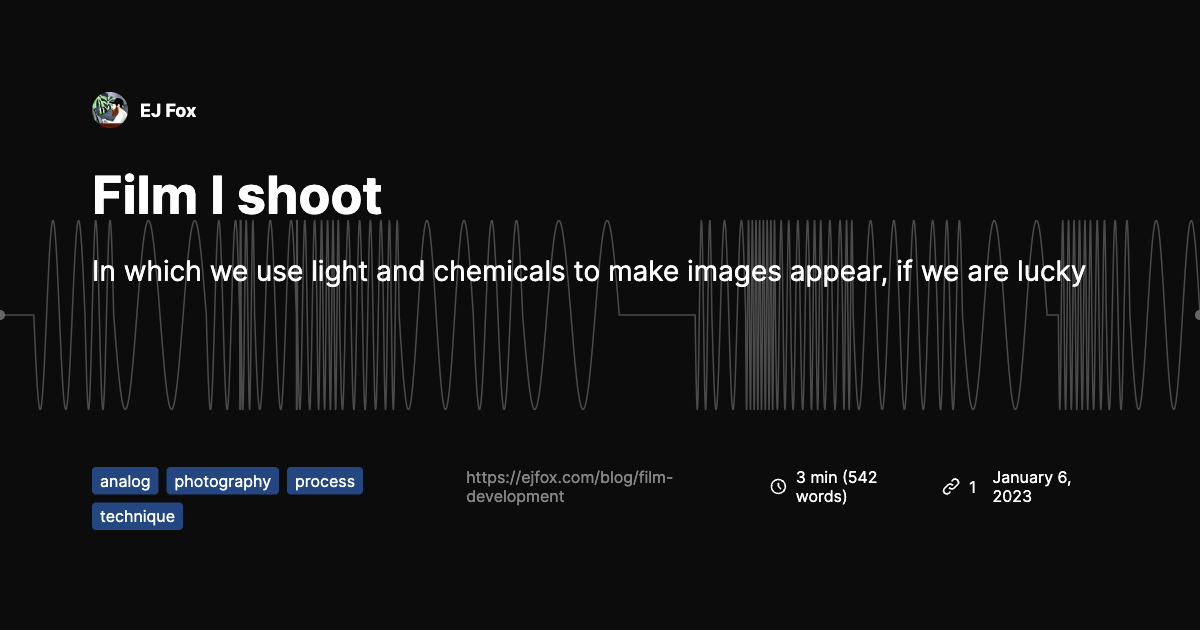 EJ Fox
Film I shoot
In which we use light and chemicals to make images appear, if we are lucky
analog photography process
technique
https://ejfox.com/blog/film-
development
3 min (542
words)
1
January 6,
2023